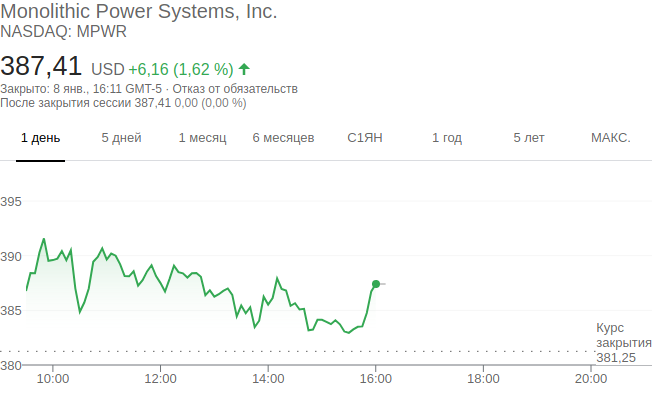 Monolithic Power Systems, Inc.
NASDAQ: MPWR
387,41 USD +6,16 (1,62 %)
Закрыто: 8 янв., 16:11 GMT-5 · Отказ от обязательств
После закрытия сессии 387,41 0,00 (0,00 %)
1 день 5 дней 1 месяц 6 месяцев С1ЯН 1 год 5 лет МАКС.
395
390
385
Курс
закрытия
381,25
380
10:00 12:00 14:00 16:00 18:00 20:00